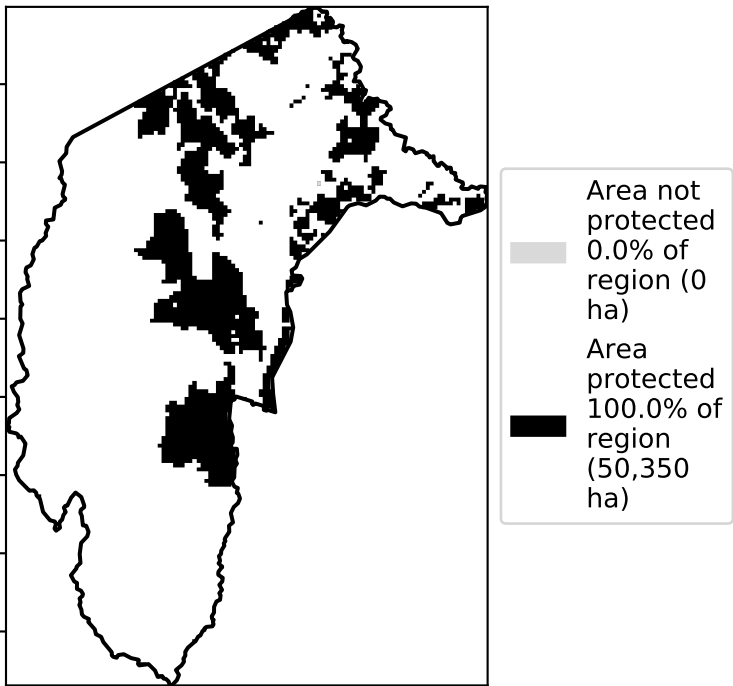 Area not
protected
0.0% of
region (0
ha)
Area
protected
100.0% of
region
(50,350
ha)